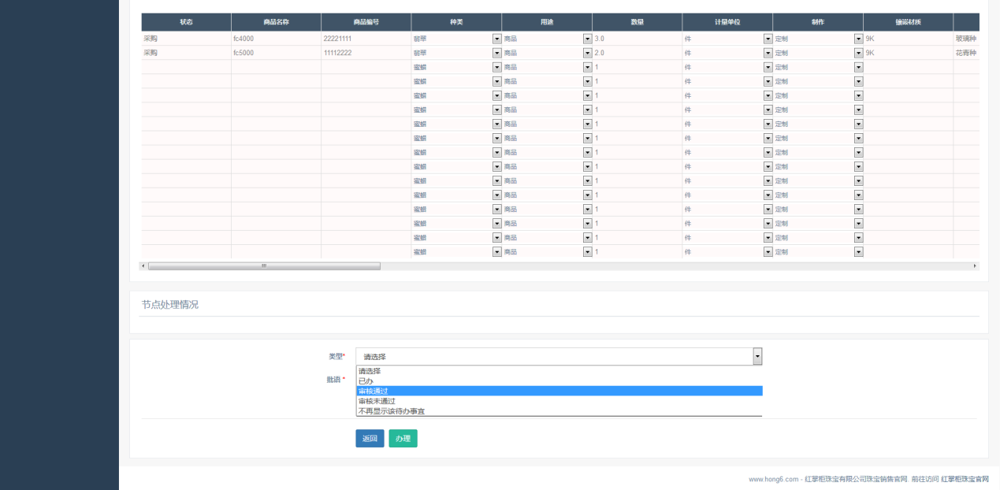 状态 商品名称 商品编号 种类 用途 数量 计量单位 制作 镶嵌材质
采购 fc4000 22221111 翡翠 商品 3.0 件 定制 9K 玻璃种
采购 fc5000 11112222 翡翠 商品 2.0 件 定制 9K 花青种
蜜蜡 商品 1 件 定制
蜜蜡 商品 1 件 定制
蜜蜡 商品 1 件 定制
蜜蜡 商品 1 件 定制
蜜蜡 商品 1 件 定制
蜜蜡 商品 1 件 定制
蜜蜡 商品 1 件 定制
蜜蜡 商品 1 件 定制
蜜蜡 商品 1 件 定制
蜜蜡 商品 1 件 定制
蜜蜡 商品 1 件 定制
蜜蜡 商品 1 件 定制
蜜蜡 商品 1 件 定制
蜜蜡 商品 1 件 定制
节点处理情况
类型* 请选择
请选择
批语 *
已办
审核通过
审核未通过
不再显示该待办事宜
返回 办理
www.hong6.com - 红掌柜珠宝有限公司珠宝销售官网 前往访问 红掌柜珠宝官网